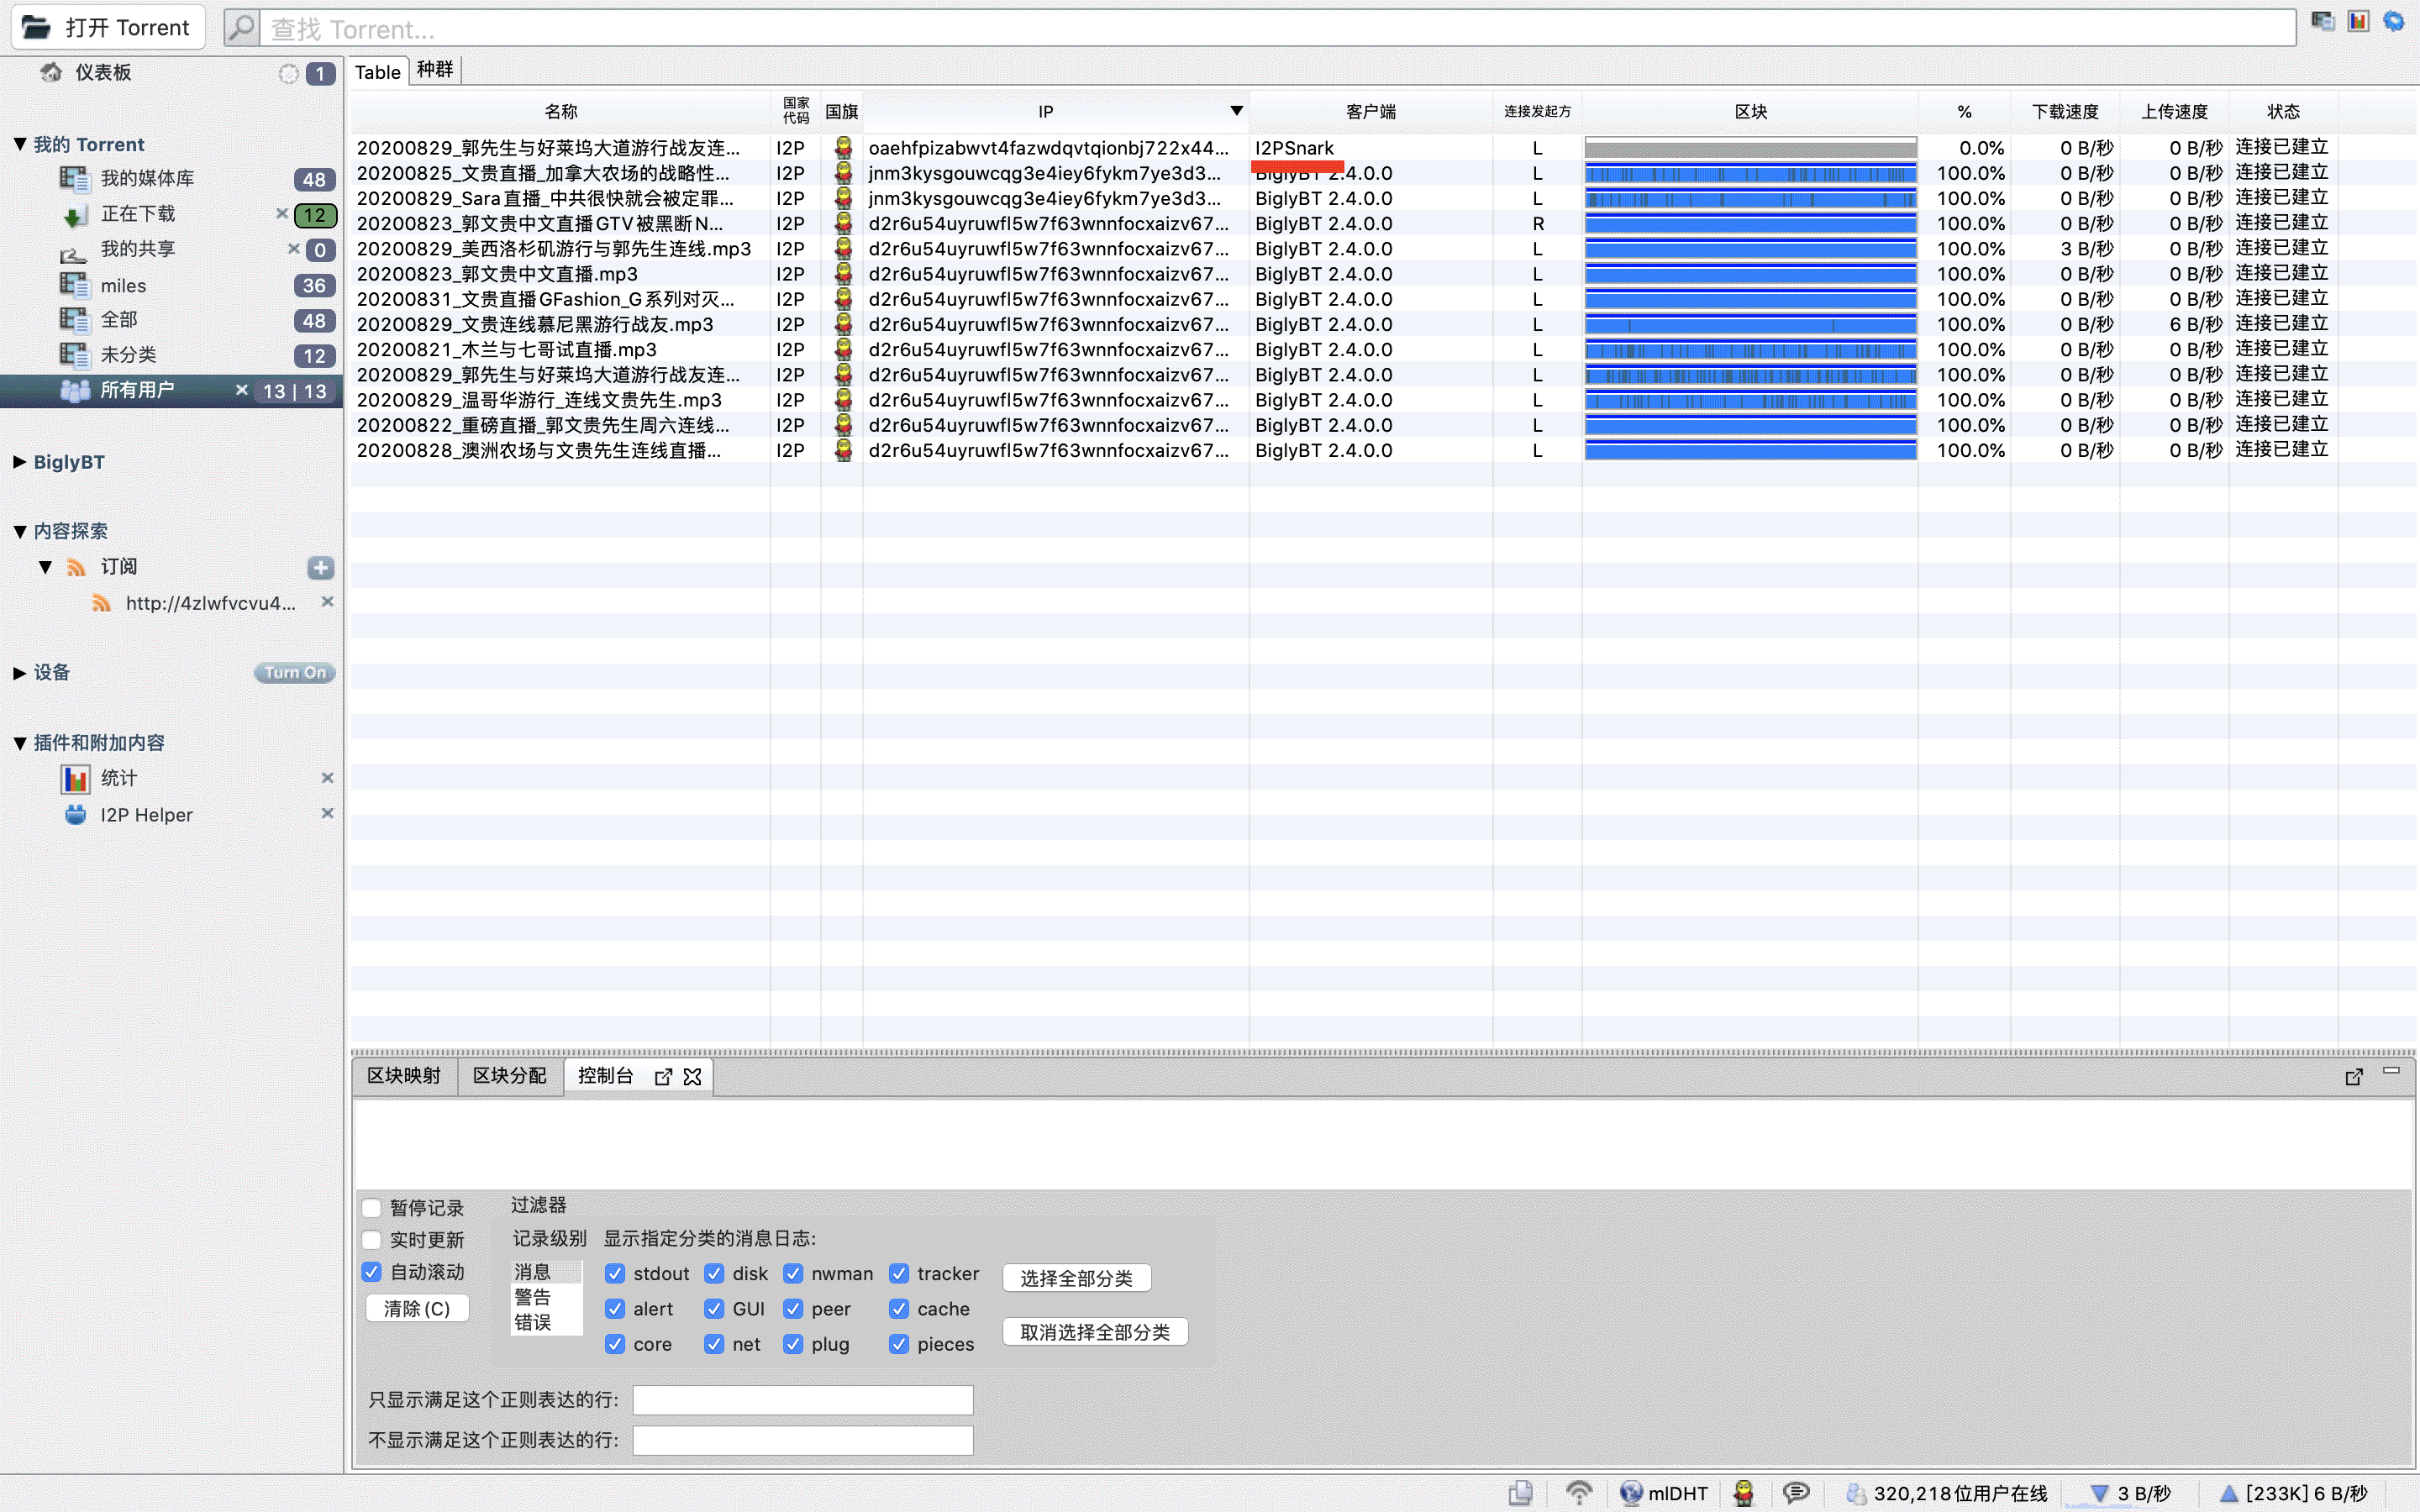 打开 Torrent
查找 Torrent...
仪表板 1
我的 Torrent
我的媒体库 48
正在下载 12
我的共享 0
miles 36
全部 48
未分类 12
所有用户 13 | 13
BiglyBT
内容探索
订阅
http://4zlwfvcvu4...
设备 Turn On
插件和附加内容
统计
I2P Helper
Table 种群
名称 国家代码 国旗 IP 客户端 连接发起方 区块 % 下载速度 上传速度 状态
20200829_郭先生与好莱坞大道游行战友连... I2P oaehfpizabwvt4fazwdqvtqionbj722x44... I2PSnark L 0.0% 0 B/秒 0 B/秒 连接已建立
20200825_文贵直播_加拿大农场的战略性... I2P jnm3kysgouwcqg3e4iey6fykm7ye3d3... BiglyBT 2.4.0.0 L 100.0% 0 B/秒 0 B/秒 连接已建立
20200829_Sara直播_中共很快就会被定罪... I2P jnm3kysgouwcqg3e4iey6fykm7ye3d3... BiglyBT 2.4.0.0 L 100.0% 0 B/秒 0 B/秒 连接已建立
20200823_郭文贵中文直播GTV被黑断N... I2P d2r6u54uyruwfl5w7f63wnnfocxaizv67... BiglyBT 2.4.0.0 R 100.0% 0 B/秒 0 B/秒 连接已建立
20200829_美西洛杉矶游行与郭先生连线.mp3 I2P d2r6u54uyruwfl5w7f63wnnfocxaizv67... BiglyBT 2.4.0.0 L 100.0% 3 B/秒 0 B/秒 连接已建立
20200823_郭文贵中文直播.mp3 I2P d2r6u54uyruwfl5w7f63wnnfocxaizv67... BiglyBT 2.4.0.0 L 100.0% 0 B/秒 0 B/秒 连接已建立
20200831_文贵直播GFashion_G系列对灭... I2P d2r6u54uyruwfl5w7f63wnnfocxaizv67... BiglyBT 2.4.0.0 L 100.0% 0 B/秒 0 B/秒 连接已建立
20200829_文贵连线慕尼黑游行战友.mp3 I2P d2r6u54uyruwfl5w7f63wnnfocxaizv67... BiglyBT 2.4.0.0 L 100.0% 0 B/秒 6 B/秒 连接已建立
20200821_木兰与七哥试直播.mp3 I2P d2r6u54uyruwfl5w7f63wnnfocxaizv67... BiglyBT 2.4.0.0 L 100.0% 0 B/秒 0 B/秒 连接已建立
20200829_郭先生与好莱坞大道游行战友连... I2P d2r6u54uyruwfl5w7f63wnnfocxaizv67... BiglyBT 2.4.0.0 L 100.0% 0 B/秒 0 B/秒 连接已建立
20200829_温哥华游行_连线文贵先生.mp3 I2P d2r6u54uyruwfl5w7f63wnnfocxaizv67... BiglyBT 2.4.0.0 L 100.0% 0 B/秒 0 B/秒 连接已建立
20200822_重磅直播_郭文贵先生周六连线... I2P d2r6u54uyruwfl5w7f63wnnfocxaizv67... BiglyBT 2.4.0.0 L 100.0% 0 B/秒 0 B/秒 连接已建立
20200828_澳洲农场与文贵先生连线直播... I2P d2r6u54uyruwfl5w7f63wnnfocxaizv67... BiglyBT 2.4.0.0 L 100.0% 0 B/秒 0 B/秒 连接已建立
区块映射 区块分配 控制台
暂停记录
实时更新
自动滚动
清除(C)
过滤器
记录级别 显示指定分类的消息日志:
消息
警告
错误
stdout disk nwman tracker 选择全部分类
alert GUI peer cache
core net plug pieces 取消选择全部分类
只显示满足这个正则表达的行:
不显示满足这个正则表达的行:
mlDHT 320,218位用户在线 3 B/秒 [233K] 6 B/秒